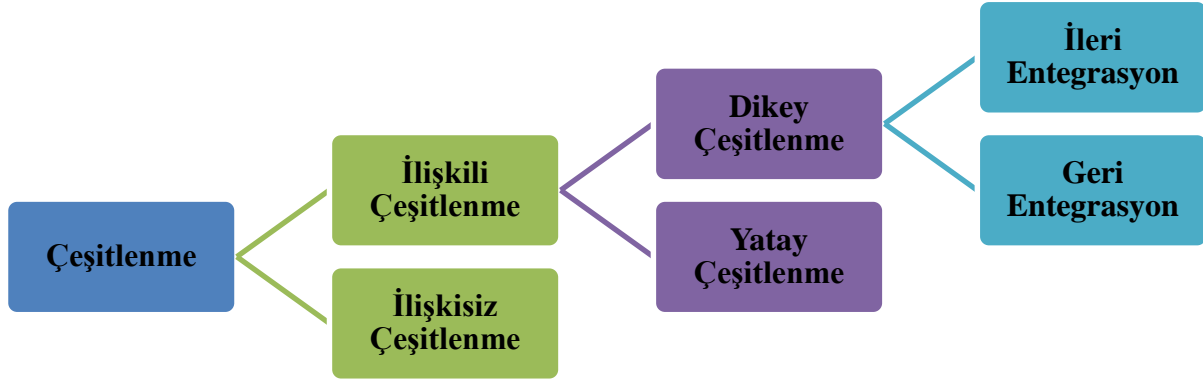 Çeşitlenme
İlişkili
Çeşitlenme
İlişkisiz
Çeşitlenme
Dikey
Çeşitlenme
Yatay
Çeşitlenme
İleri
Entegrasyon
Geri
Entegrasyon